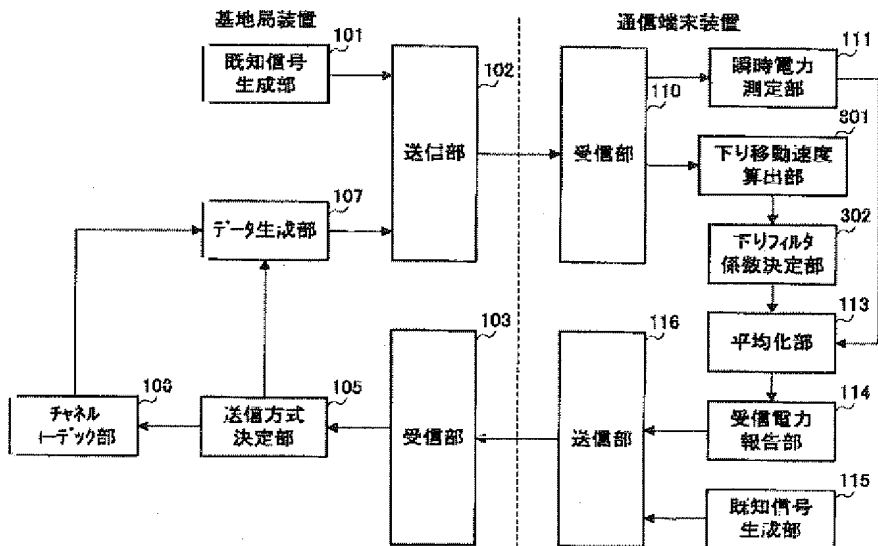 基地局装置
通信端末装置
101
既知信号
生成部
102
送信部
107
データ生成部
103
受信部
105
送信方式
決定部
106
チャネル
コーデック部
110
受信部
111
瞬時電力
測定部
301
下り移動速度
算出部
302
下りフィルタ
係数決定部
113
平均化部
114
受信電力
報告部
115
既知信号
生成部
116
送信部